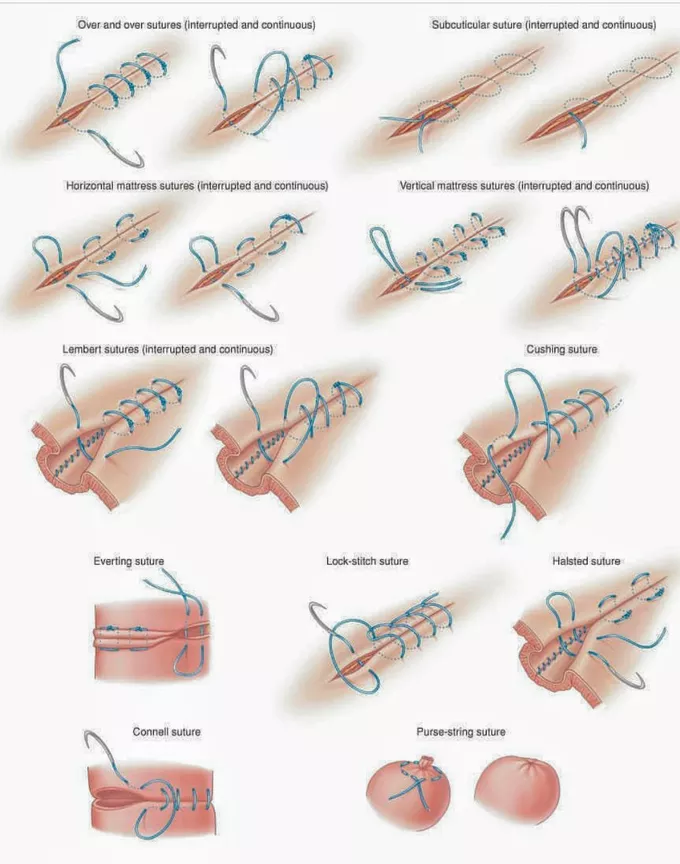 Over and over sutures (interrupted and continuous)
Subcuticular suture (interrupted and continuous)
Horizontal mattress sutures (interrupted and continuous)
Vertical mattress sutures (interrupted and continuous)
Lembert sutures (interrupted and continuous)
Cushing suture
Everting suture
Lock-stitch suture
Halsted suture
Connell suture
Purse-string suture